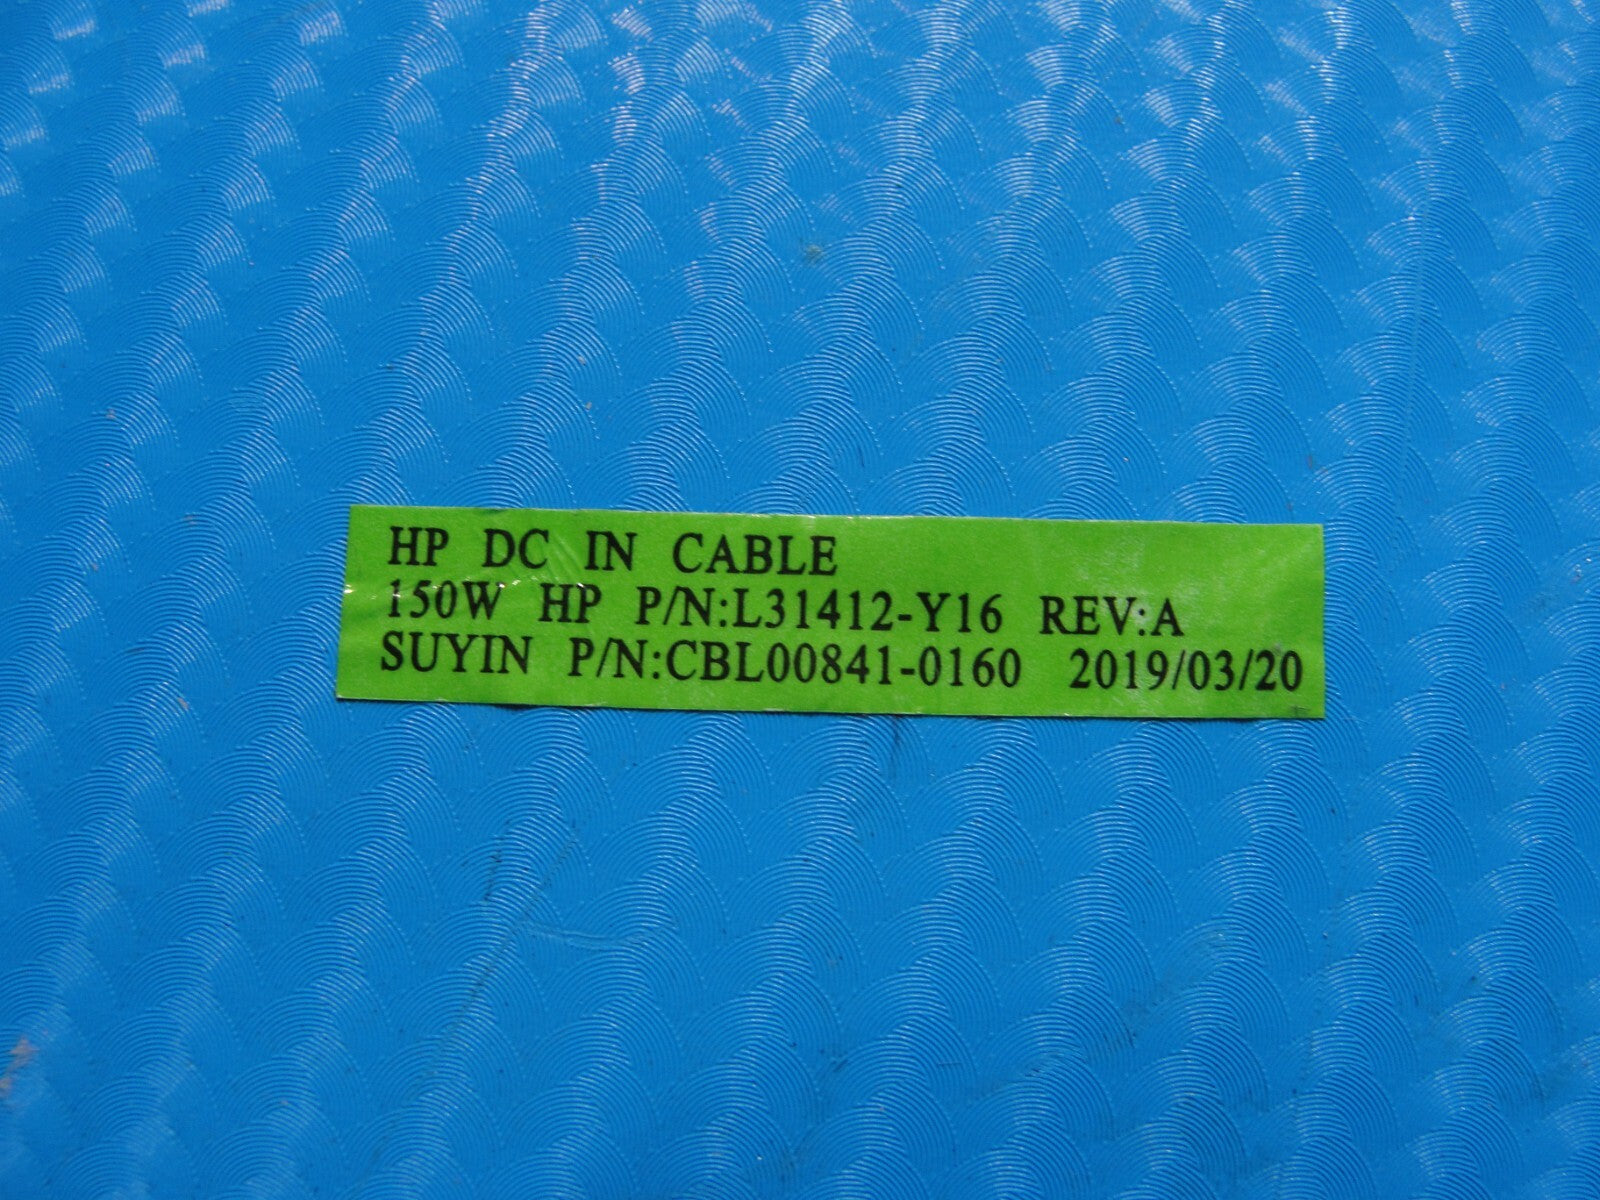 HP DC IN CABLE
150W HP P/N:L31412-Y16 REV:A
SUYIN P/N:CBL00841-0160 2019/03/20